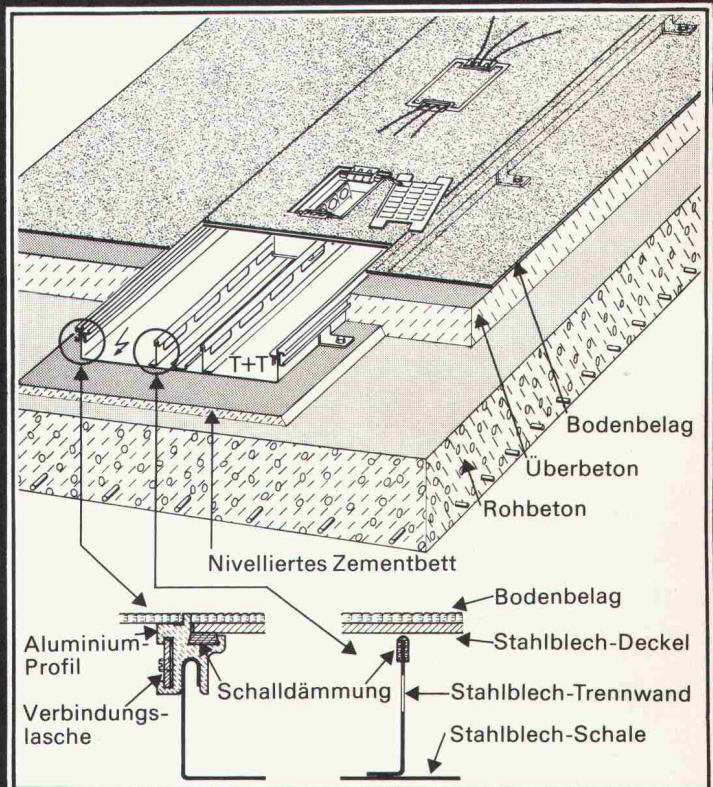 T+T
Bodenbelag
Überbeton
Rohbeton
Nivelliertes Zementbett
Bodenbelag
Aluminium-
Profil
Stahlblech-Deckel
Schalldämmung
Stahlblech-Trennwand
Verbindungs-
lasche
Stahlblech-Schale